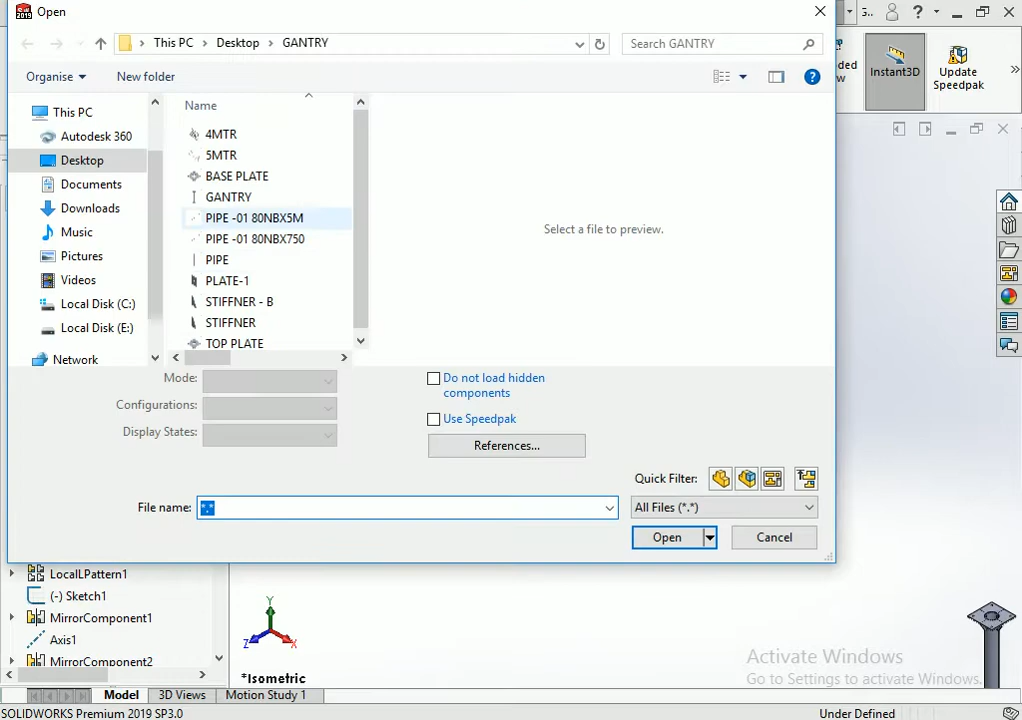 Open
This PC
Desktop
GANTRY
Search GANTRY
5..
?
Organise
New folder
?
ded
w
Instant3D
Update
Speedpak
This PC
Autodesk 360
Desktop
Documents
Downloads
Music
Pictures
Videos
Local Disk (C:)
Local Disk (E:)
Network
Name
4MTR
5MTR
BASE PLATE
GANTRY
PIPE -01 80NBX5M
PIPE -01 80NBX750
PIPE
PLATE-1
STIFFNER - B
STIFFNER
TOP PLATE
Select a file to preview.
Mode:
Configurations:
Display States:
Do not load hidden
components
Use Speedpak
References...
Quick Filter:
File name:
All Files (*.*)
Open
Cancel
LocalLPattern1
(-) Sketch1
MirrorComponent1
Axis1
MirrorComponent2
Y
Z
X
*Isometric
Activate Windows
Go to Settings to activate Windows.
Model
3D Views
Motion Study 1
SOLIDWORKS Premium 2019 SP3.0
Under Defined